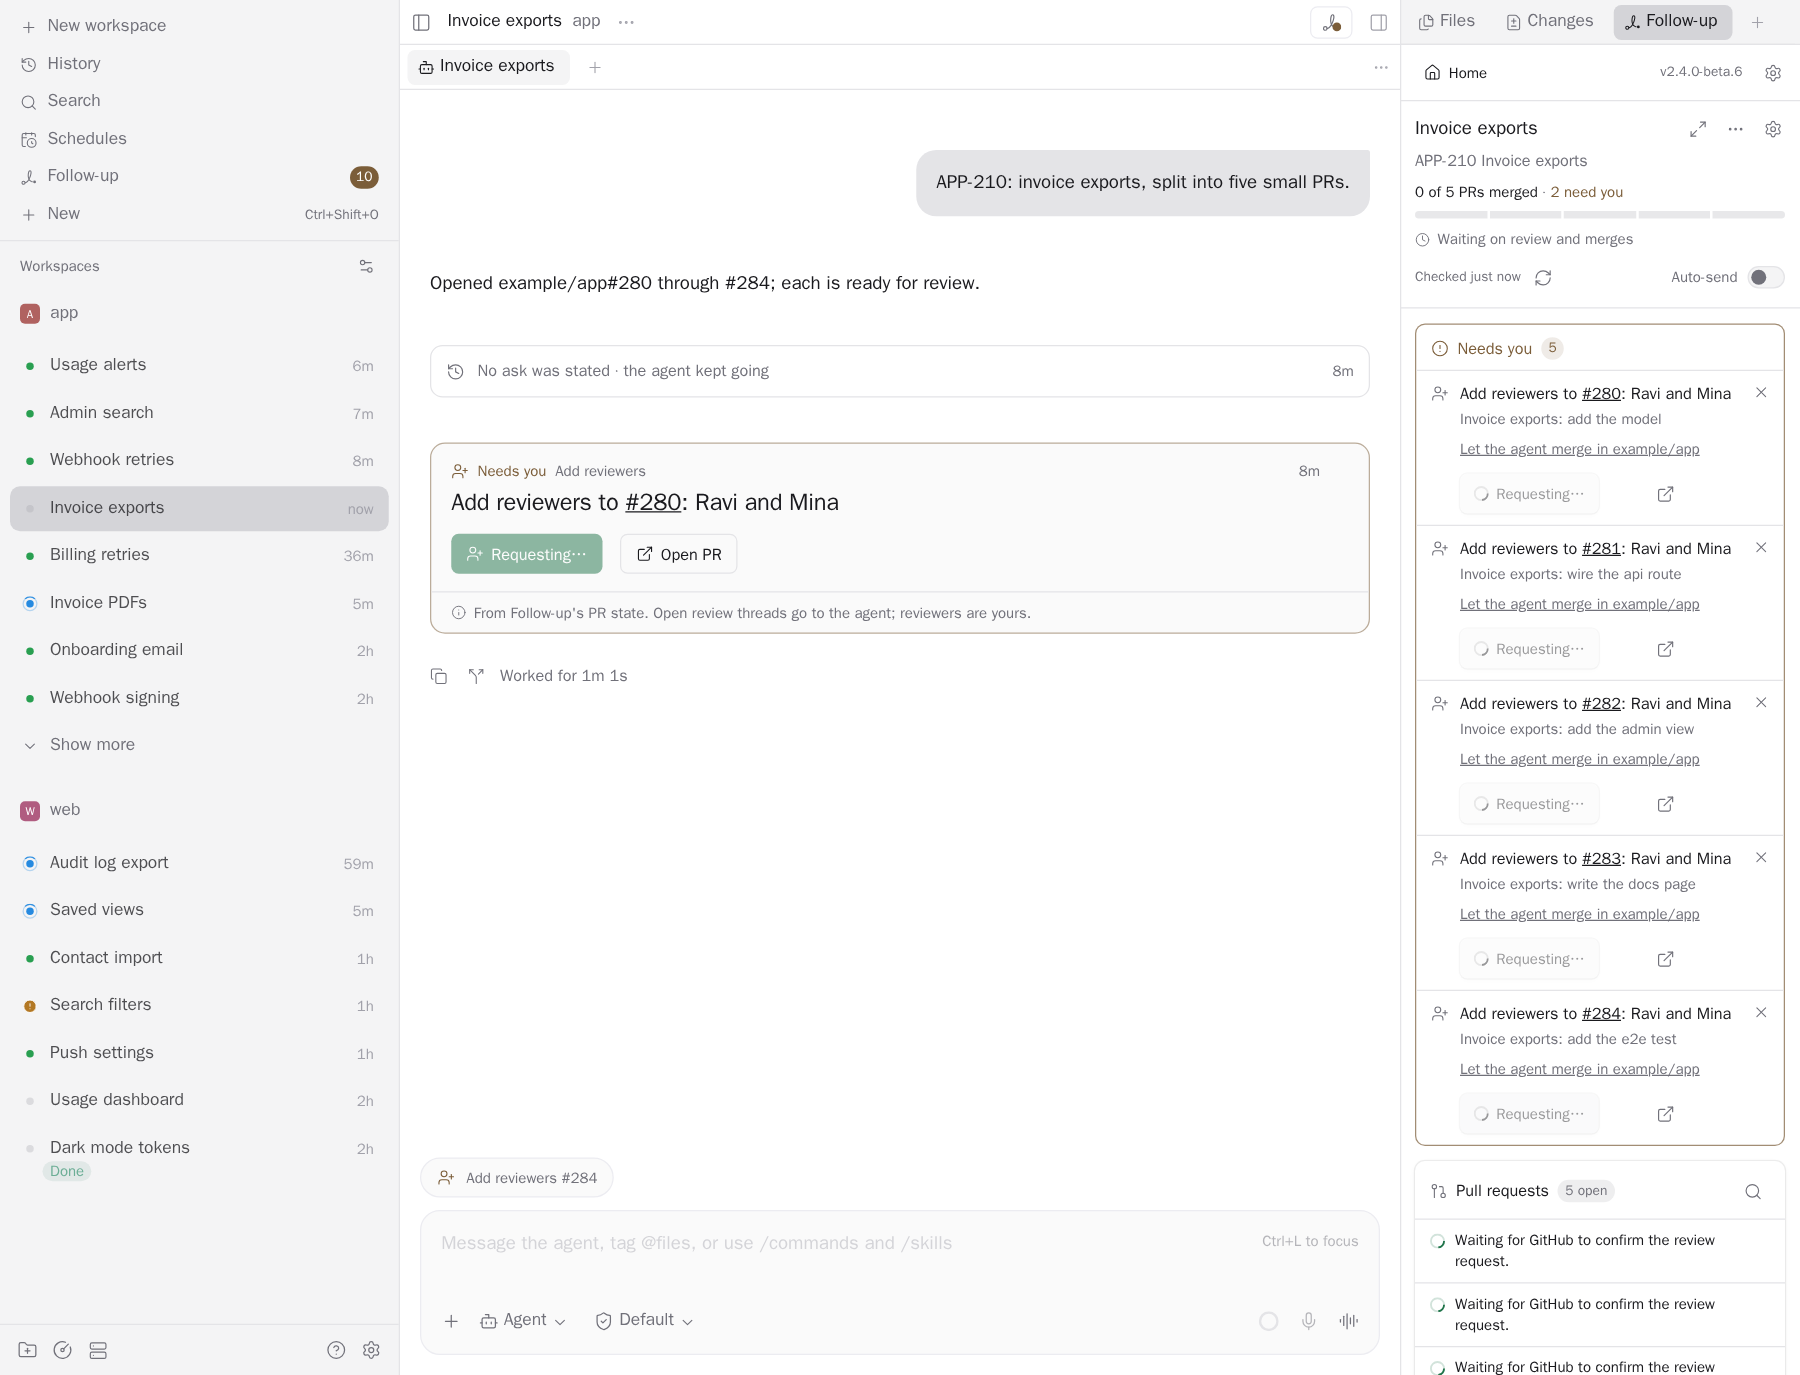 New workspace
History
Search
Schedules
Follow-up 10
New Ctrl+Shift+O
Workspaces
A app
Usage alerts 6m
Admin search 7m
Webhook retries 8m
Invoice exports now
Billing retries 36m
Invoice PDFs 5m
Onboarding email 2h
Webhook signing 2h
Show more
W web
Audit log export 59m
Saved views 5m
Contact import 1h
Search filters 1h
Push settings 1h
Usage dashboard 2h
Dark mode tokens 2h
Done
Invoice exports app
Invoice exports
APP-210: invoice exports, split into five small PRs.
Opened example/app#280 through #284; each is ready for review.
No ask was stated · the agent kept going 8m
Needs you Add reviewers 8m
Add reviewers to #280: Ravi and Mina
Requesting··· Open PR
From Follow-up's PR state. Open review threads go to the agent; reviewers are yours.
Worked for 1m 1s
Add reviewers #284
Message the agent, tag @files, or use /commands and /skills Ctrl+L to focus
Agent Default
Files Changes Follow-up
Home v2.4.0-beta.6
Invoice exports
APP-210 Invoice exports
0 of 5 PRs merged · 2 need you
Waiting on review and merges
Checked just now Auto-send
Needs you 5
Add reviewers to #280: Ravi and Mina
Invoice exports: add the model
Let the agent merge in example/app
Requesting···
Add reviewers to #281: Ravi and Mina
Invoice exports: wire the api route
Let the agent merge in example/app
Requesting···
Add reviewers to #282: Ravi and Mina
Invoice exports: add the admin view
Let the agent merge in example/app
Requesting···
Add reviewers to #283: Ravi and Mina
Invoice exports: write the docs page
Let the agent merge in example/app
Requesting···
Add reviewers to #284: Ravi and Mina
Invoice exports: add the e2e test
Let the agent merge in example/app
Requesting···
Pull requests 5 open
Waiting for GitHub to confirm the review
request.
Waiting for GitHub to confirm the review
request.
Waiting for GitHub to confirm the review